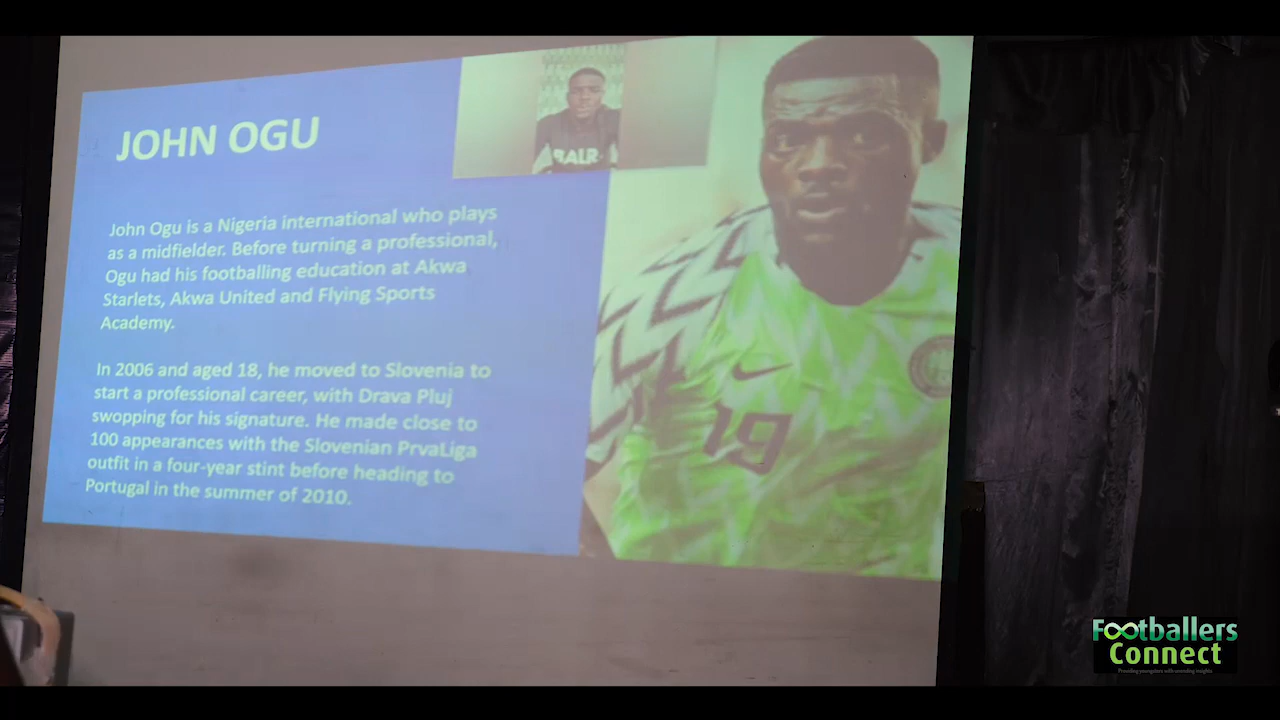 JOHN OGU
BALR.
John Ogu is a Nigeria international who plays
as a midfielder. Before turning a professional,
Ogu had his footballing education at Akwa
Starlets, Akwa United and Flying Sports
Academy.
In 2006 and aged 18, he moved to Slovenia to
start a professional career, with Drava Pluj
swopping for his signature. He made close to
100 appearances with the Slovenian PrvaLiga
outfit in a four-year stint before heading to
Portugal in the summer of 2010.
19
Footballers
Connect